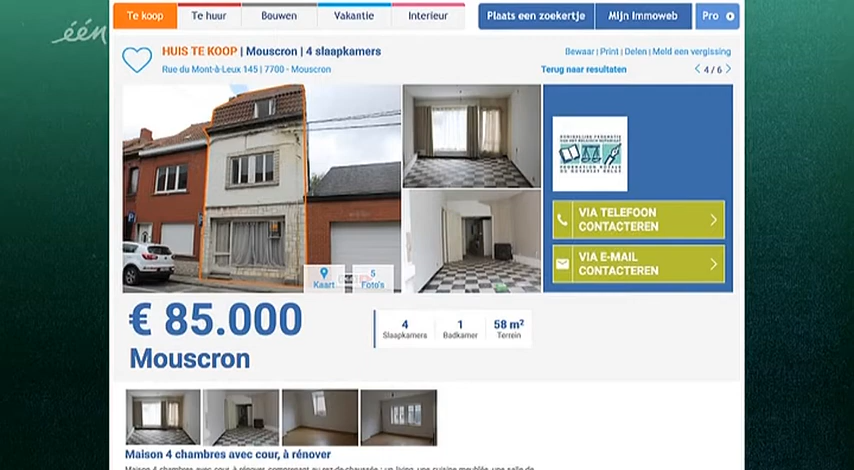 één
Te koop
Te huur
Bouwen
Vakantie
Interieur
Plaats een zoekertje
Mijn Immoweb
Pro
HUIS TE KOOP | Mouscron | 4 slaapkamers
Rue du Mont-à-Leux 145 | 7700 - Mouscron
Bewaar | Print | Delen | Meld een vergissing
Terug naar resultaten
4 / 6
VIA TELEFOON
CONTACTEREN
VIA E-MAIL
CONTACTEREN
Kaart
5
Foto's
€ 85.000
Mouscron
4
Slaapkamers
1
Badkamer
58 m²
Terrein
Maison 4 chambres avec cour, à rénover